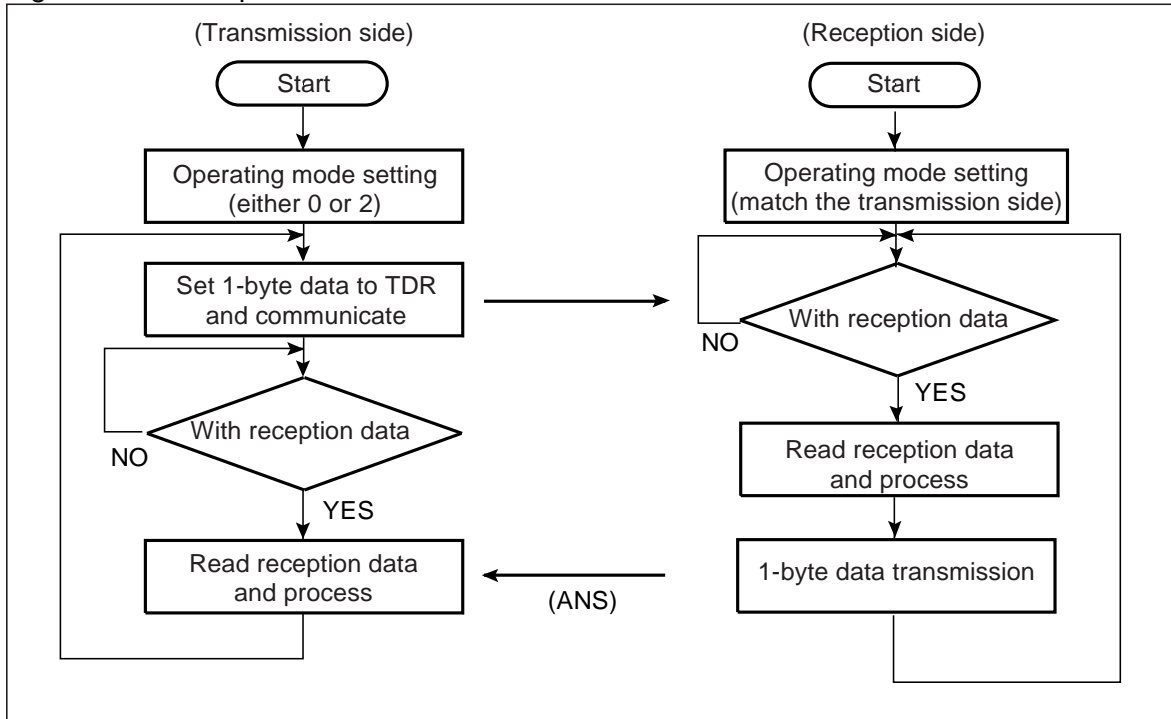 (Transmission side)
Start
Operating mode setting
(either 0 or 2)
Set 1-byte data to TDR
and communicate
With reception data
NO
YES
Read reception data
and process
(Reception side)
Start
Operating mode setting
(match the transmission side)
With reception data
NO
YES
Read reception data
and process
1-byte data transmission
(ANS)